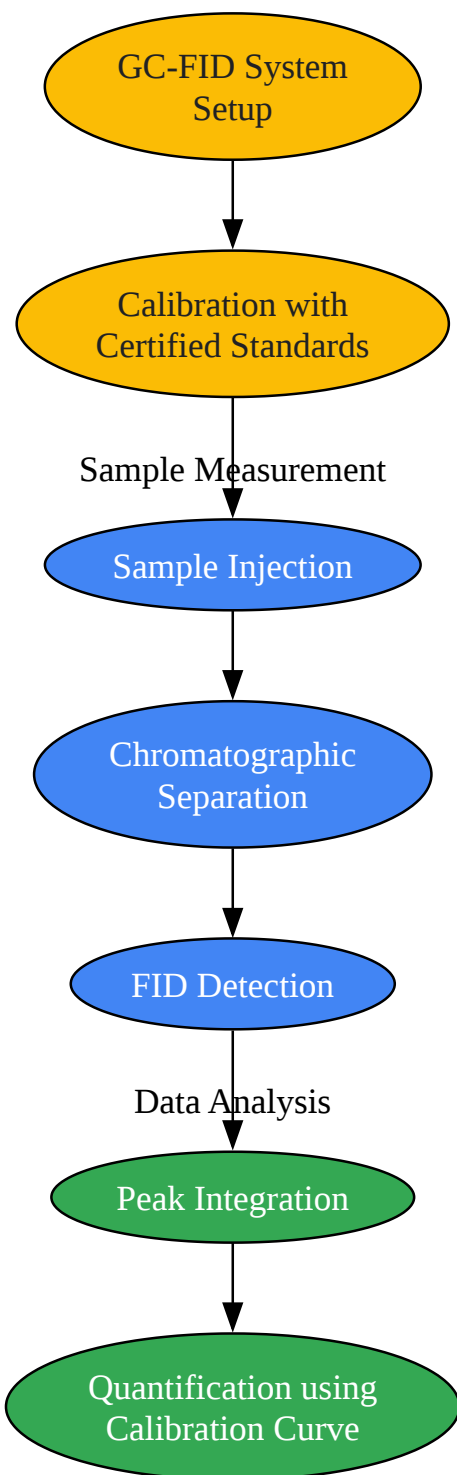 GC-FID System
Setup
Calibration with
Certified Standards
Sample Measurement
Sample Injection
Chromatographic
Separation
FID Detection
Data Analysis
Peak Integration
Quantification using
Calibration Curve